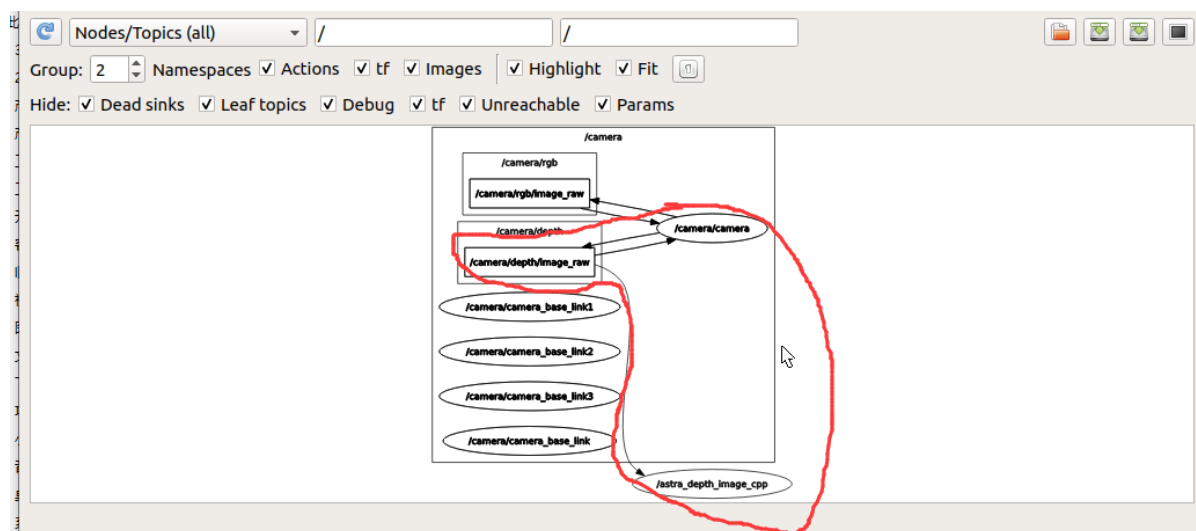 Nodes/Topics (all) / /
Group: 2 Namespaces Actions tf Images Highlight Fit
Hide: Dead sinks Leaf topics Debug tf Unreachable Params
/camera
/camera/rgb
/camera/rgb/image_raw
/camera/camera
/camera/depth
/camera/depth/image_raw
/camera/camera_base_link1
/camera/camera_base_link2
/camera/camera_base_link3
/camera/camera_base_link
/astra_depth_image_cpp